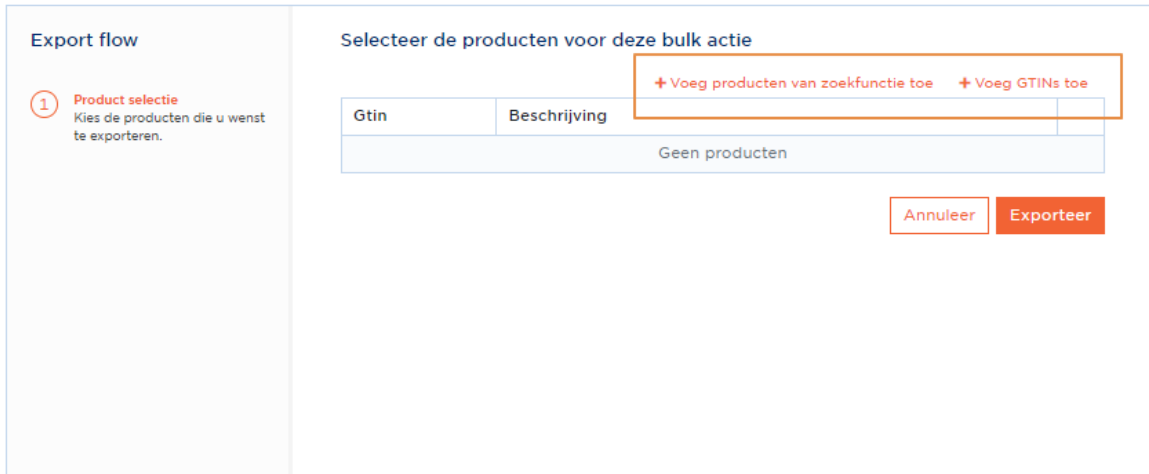 Export flow
1
Product selectie
Kies de producten die u wenst
te exporteren.
Selecteer de producten voor deze bulk actie
+ Voeg producten van zoekfunctie toe + Voeg GTINs toe
Gtin Beschrijving
Geen producten
Annuleer Exporteer